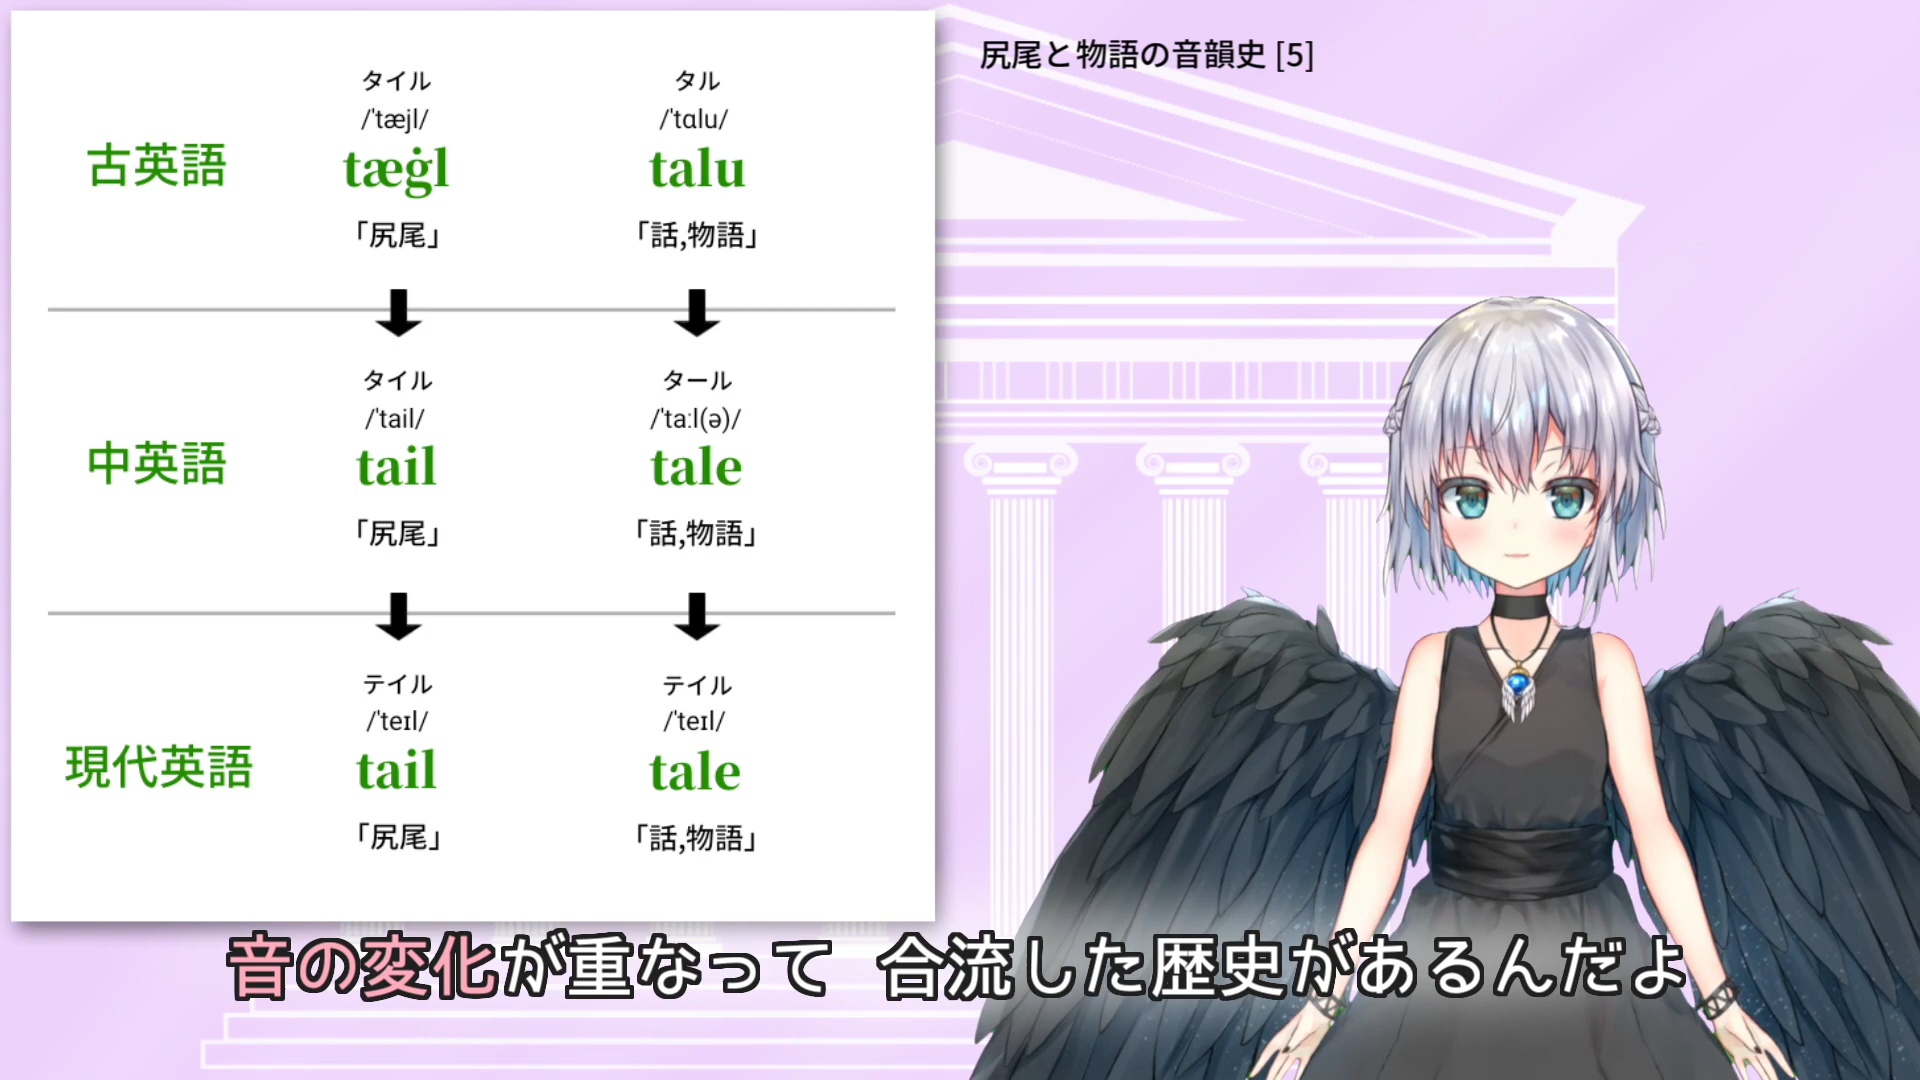 尻尾と物語の音韻史 [5]
タイル タル
/ˈtæjl/ /ˈtɑlu/
古英語 tæġl talu
「尻尾」 「話,物語」
タイル タール
/ˈtail/ /ˈtaːl(ə)/
中英語 tail tale
「尻尾」 「話,物語」
テイル テイル
/ˈteɪl/ /ˈteɪl/
現代英語 tail tale
「尻尾」 「話,物語」
音の変化が重なって 合流した歴史があるんだよ